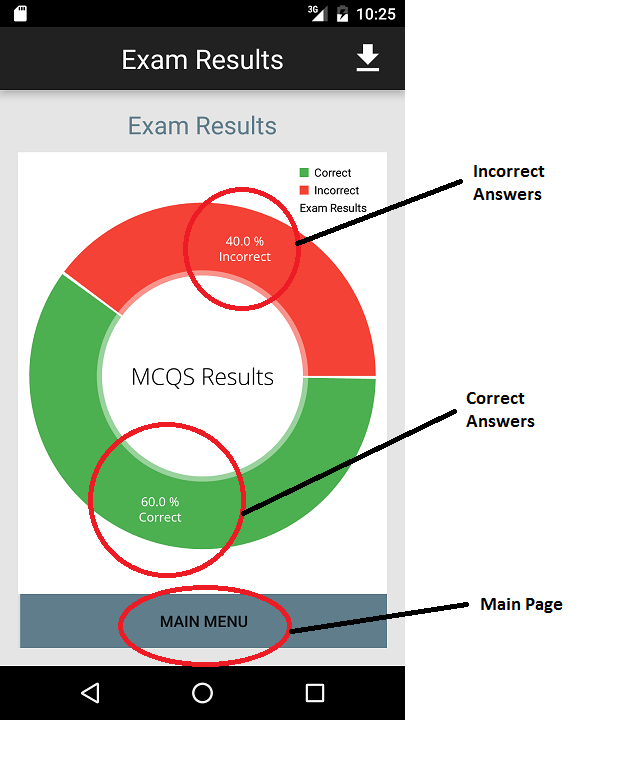 3G 10:25
Exam Results
Exam Results
Correct
Incorrect
Exam Results
40.0 %
Incorrect
MCQS Results
60.0 %
Correct
MAIN MENU
Incorrect
Answers
Correct
Answers
Main Page